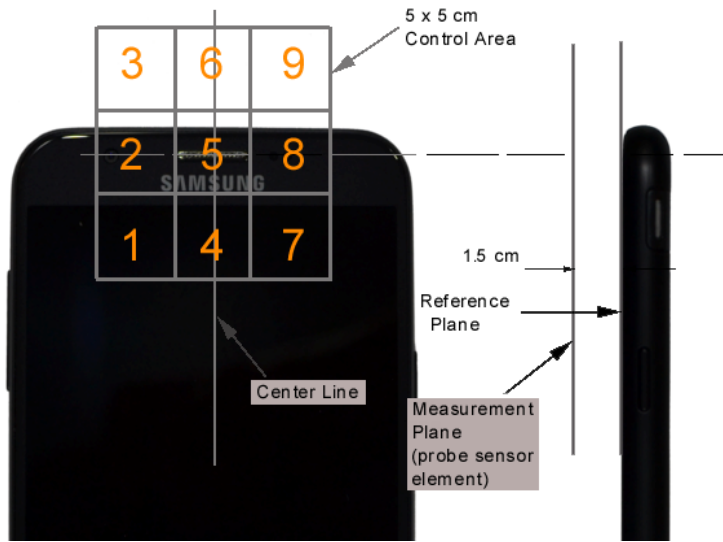 5 x 5 cm
Control Area
3 6 9
2 5 8
SAMSUNG
1 4 7
1.5 cm
Reference
Plane
Center Line
Measurement
Plane
(probe sensor
element)